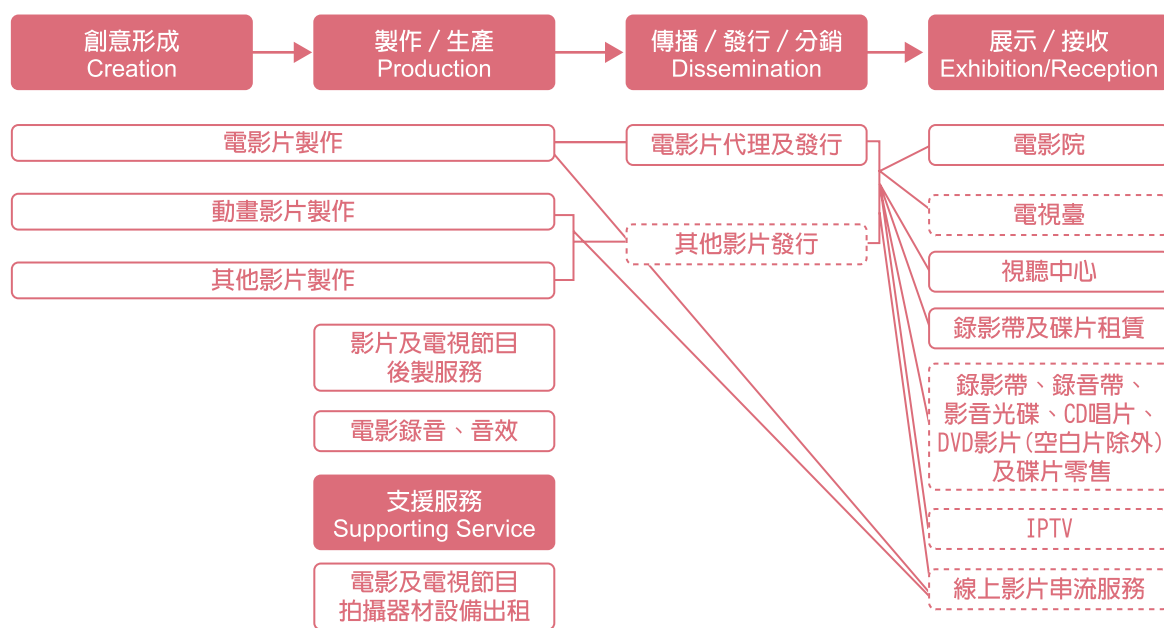 創意形成
Creation
製作 / 生產
Production
傳播 / 發行 / 分銷
Dissemination
展示 / 接收
Exhibition/Reception
電影片製作
電影片代理及發行
電影院
動畫影片製作
電視臺
其他影片發行
其他影片製作
視聽中心
影片及電視節目
後製服務
錄影帶及碟片租賃
電影錄音、音效
錄影帶、錄音帶、
影音光碟、CD唱片、
DVD影片(空白片除外)
及碟片零售
支援服務
Supporting Service
IPTV
電影及電視節目
拍攝器材設備出租
線上影片串流服務